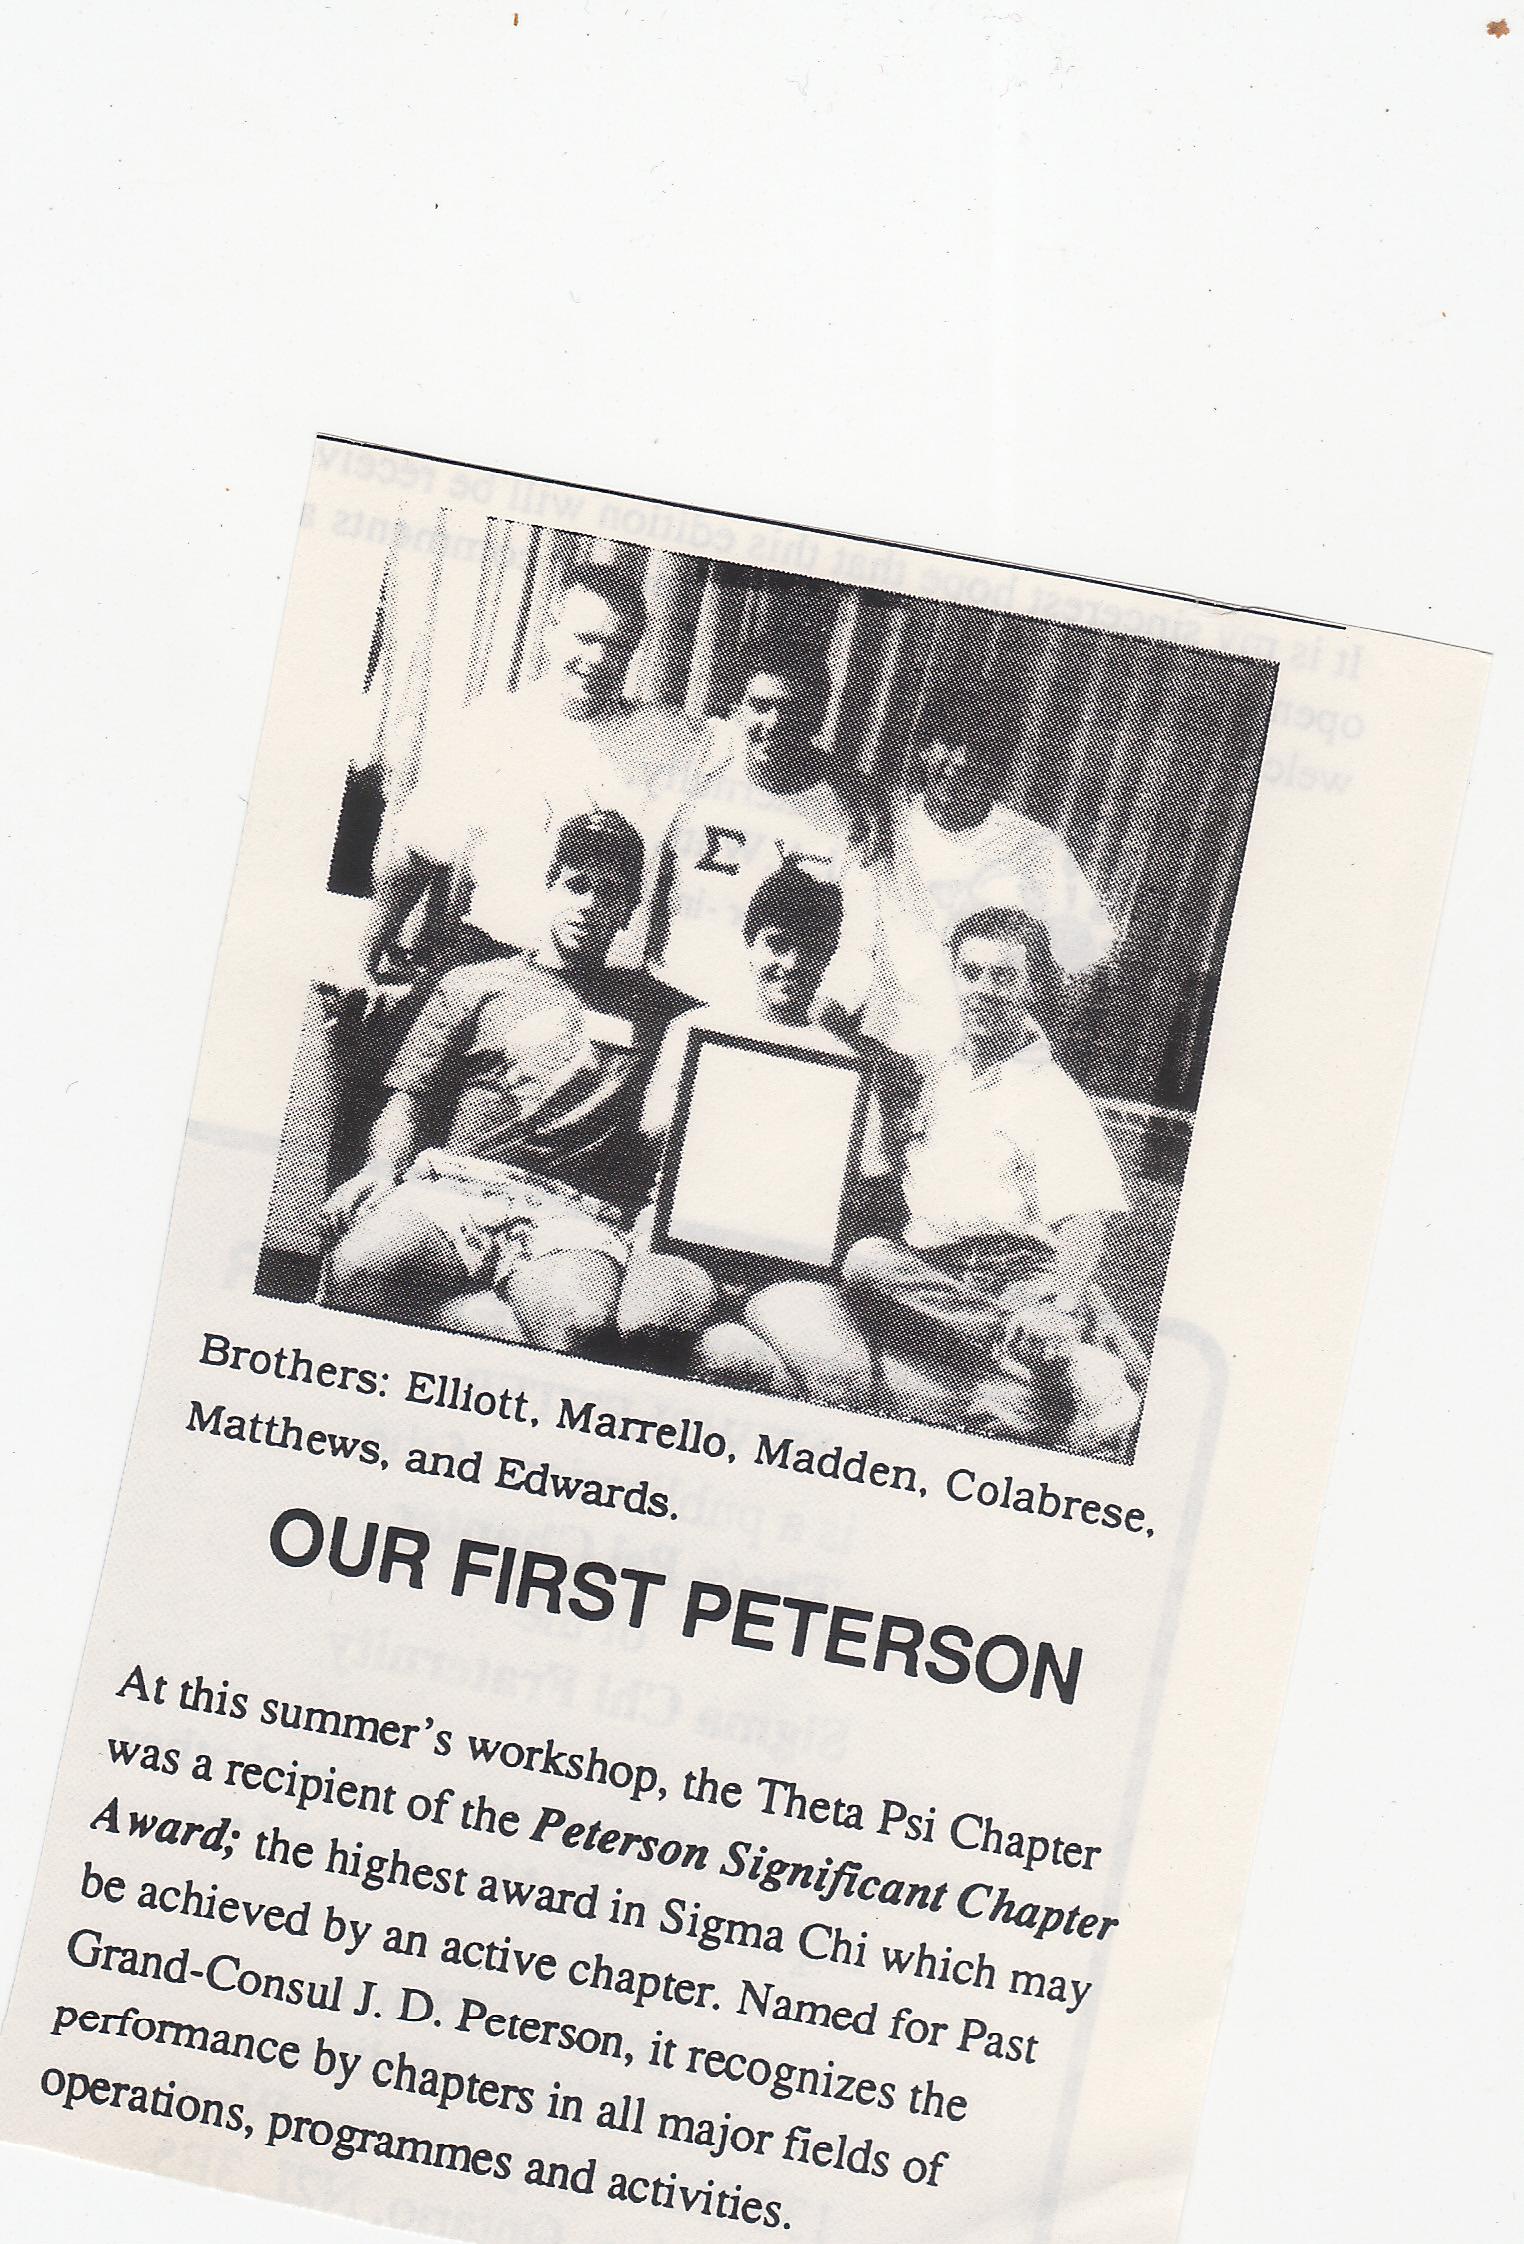 Σ
Brothers: Elliott, Marrello, Madden, Colabrese,
Matthews, and Edwards.
OUR FIRST PETERSON
At this summer's workshop, the Theta Psi Chapter
was a recipient of the Peterson Significant Chapter
Award; the highest award in Sigma Chi which may
be achieved by an active chapter. Named for Past
Grand-Consul J. D. Peterson, it recognizes the
performance by chapters in all major fields of
operations, programmes and activities.